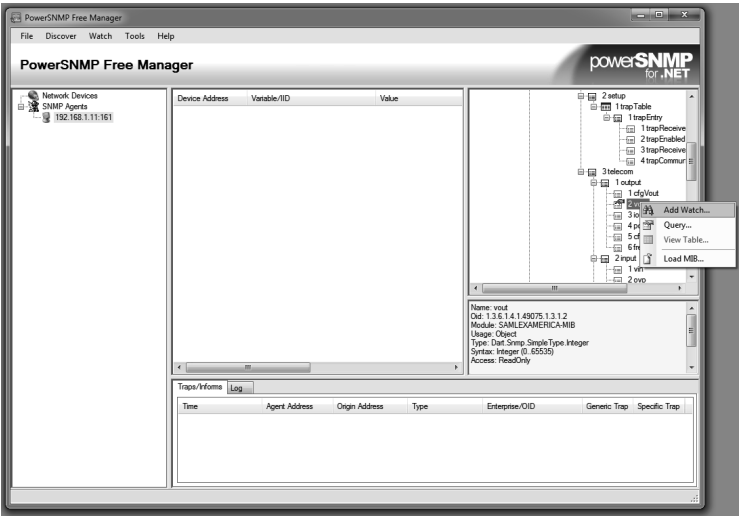 PowerSNMP Free Manager
File Discover Watch Tools Help
PowerSNMP Free Manager
powerSNMP
for .NET
Network Devices
SNMP Agents
192.168.1.11:161
Device Address Variable/IID Value
2 setup
1 trapTable
1 trapEntry
1 trapReceive
2 trapEnabled
3 trapReceive
4 trapCommur
3 telecom
1 output
1 cfgVout
2
3
4
5
6
2 input
1 vin
2 ovp
Add Watch...
Query...
View Table...
Load MIB...
Name: vout
Oid: 1.3.6.1.4.1.49075.1.3.1.2
Module: SAMLEXAMERICA-MIB
Usage: Object
Type: Dart.Snmp.SimpleType.Integer
Syntax: Integer (0..65535)
Access: ReadOnly
Traps/Informs Log
Time Agent Address Origin Address Type Enterprise/OID Generic Trap Specific Trap